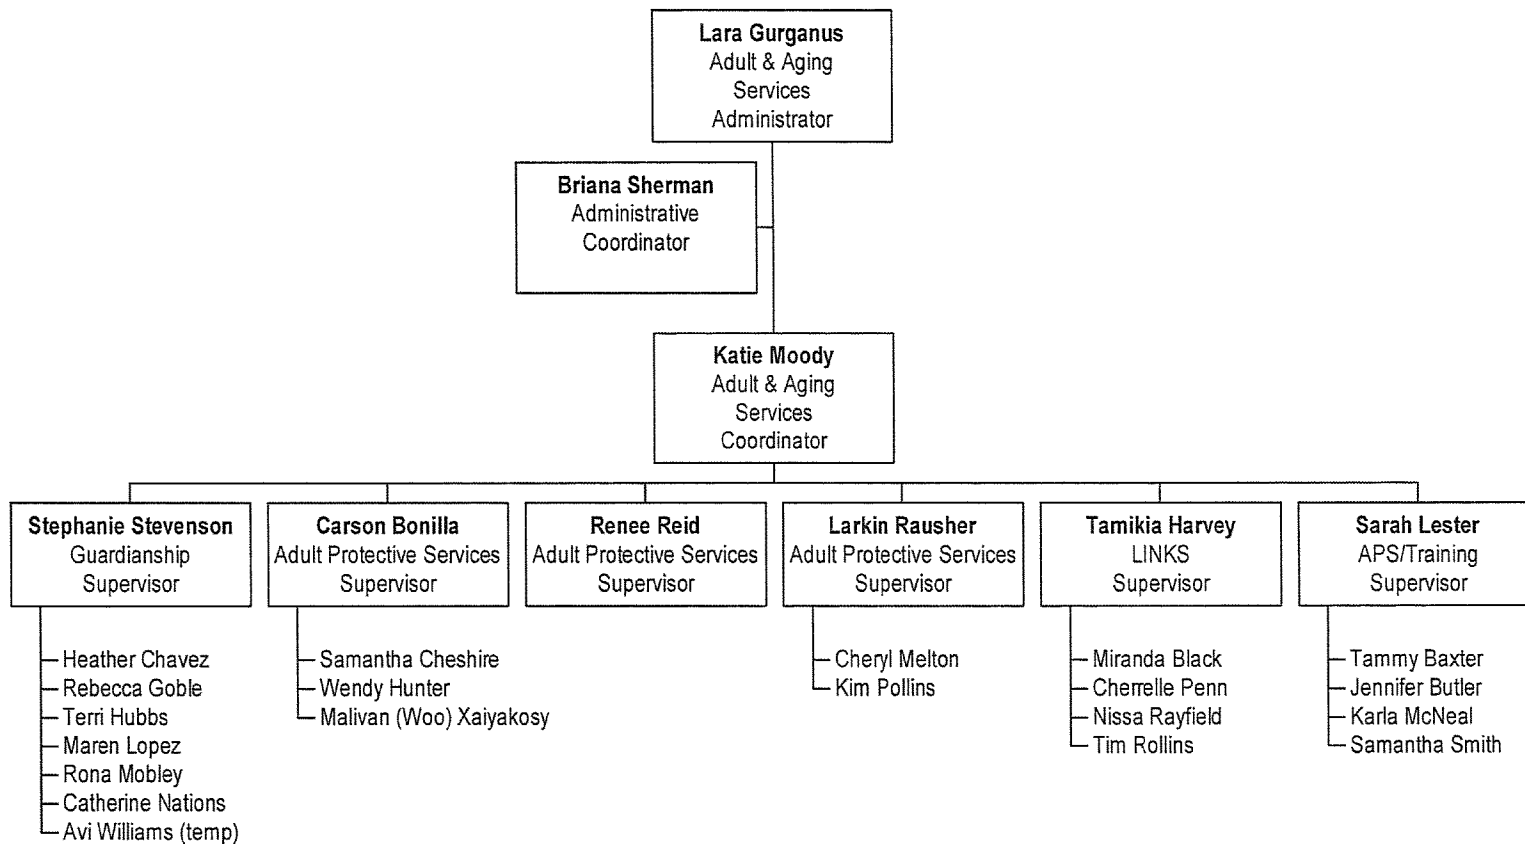 Lara Gurganus
Adult & Aging
Services
Administrator
Briana Sherman
Administrative
Coordinator
Katie Moody
Adult & Aging
Services
Coordinator
Stephanie Stevenson
Guardianship
Supervisor
Heather Chavez
Rebecca Goble
Terri Hubbs
Maren Lopez
Rona Mobley
Catherine Nations
Avi Williams (temp)
Carson Bonilla
Adult Protective Services
Supervisor
Samantha Cheshire
Wendy Hunter
Malivan (Woo) Xaiyakosy
Renee Reid
Adult Protective Services
Supervisor
Larkin Rausher
Adult Protective Services
Supervisor
Cheryl Melton
Kim Pollins
Tamikia Harvey
LINKS
Supervisor
Miranda Black
Cherrelle Penn
Nissa Rayfield
Tim Rollins
Sarah Lester
APS/Training
Supervisor
Tammy Baxter
Jennifer Butler
Karla McNeal
Samantha Smith